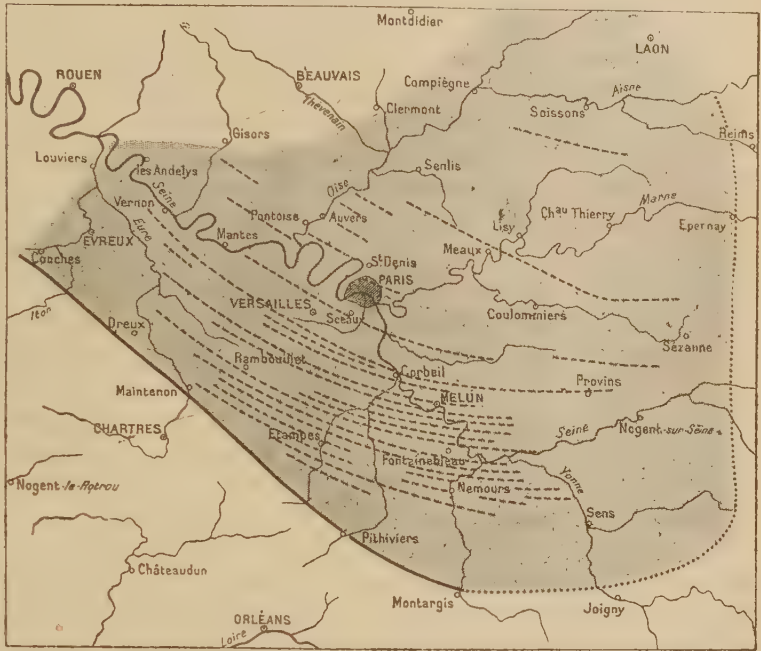 Montdidier
LAON
ROUEN
BEAUVAIS
Compiègne
Aisne
Thévenain
Clermont
Soissons
Gisors
Reims
Louviers
les Andelys
Senlis
Seine
Oise
Vernon
Pontoise
Auvers
Marne
Chau Thierry
Lisy
Eure
Mantes
Epernay
EVREUX
Meaux
Conches
St Denis
PARIS
VERSAILLES
Iton
Sceaux
Coulommiers
Dreux
Sézanne
Rambouillet
Corbeil
Provins
Maintenon
MELUN
CHARTRES
Etampes
Seine
Nogent-sur-Seine
Fontainebleau
Yonne
Nogent-le-Rotrou
Nemours
Sens
Pithiviers
Châteaudun
Montargis
Joigny
ORLÉANS
Loire